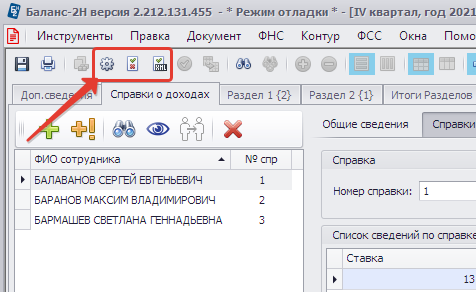 Баланс-2Н версия 2.212.131.455 - * Режим отладки * - [IV квартал, год 2021
Инструменты Правка Документ ФНС Контур ФСС Окна Помо
XML
Доп.сведения Справки о доходах Раздел 1 {2} Раздел 2 {1} Итоги Разделов
Общие сведения Справки
ФИО сотрудника № спр
БАЛАВАНОВ СЕРГЕЙ ЕВГЕНЬЕВИЧ 1
БАРАНОВ МАКСИМ ВЛАДИМИРОВИЧ 2
БАРМАШЕВ СВЕТЛАНА ГЕННАДЬЕВНА 3
Справка
Номер справки: 1
Список сведений по справке
Ставка
13